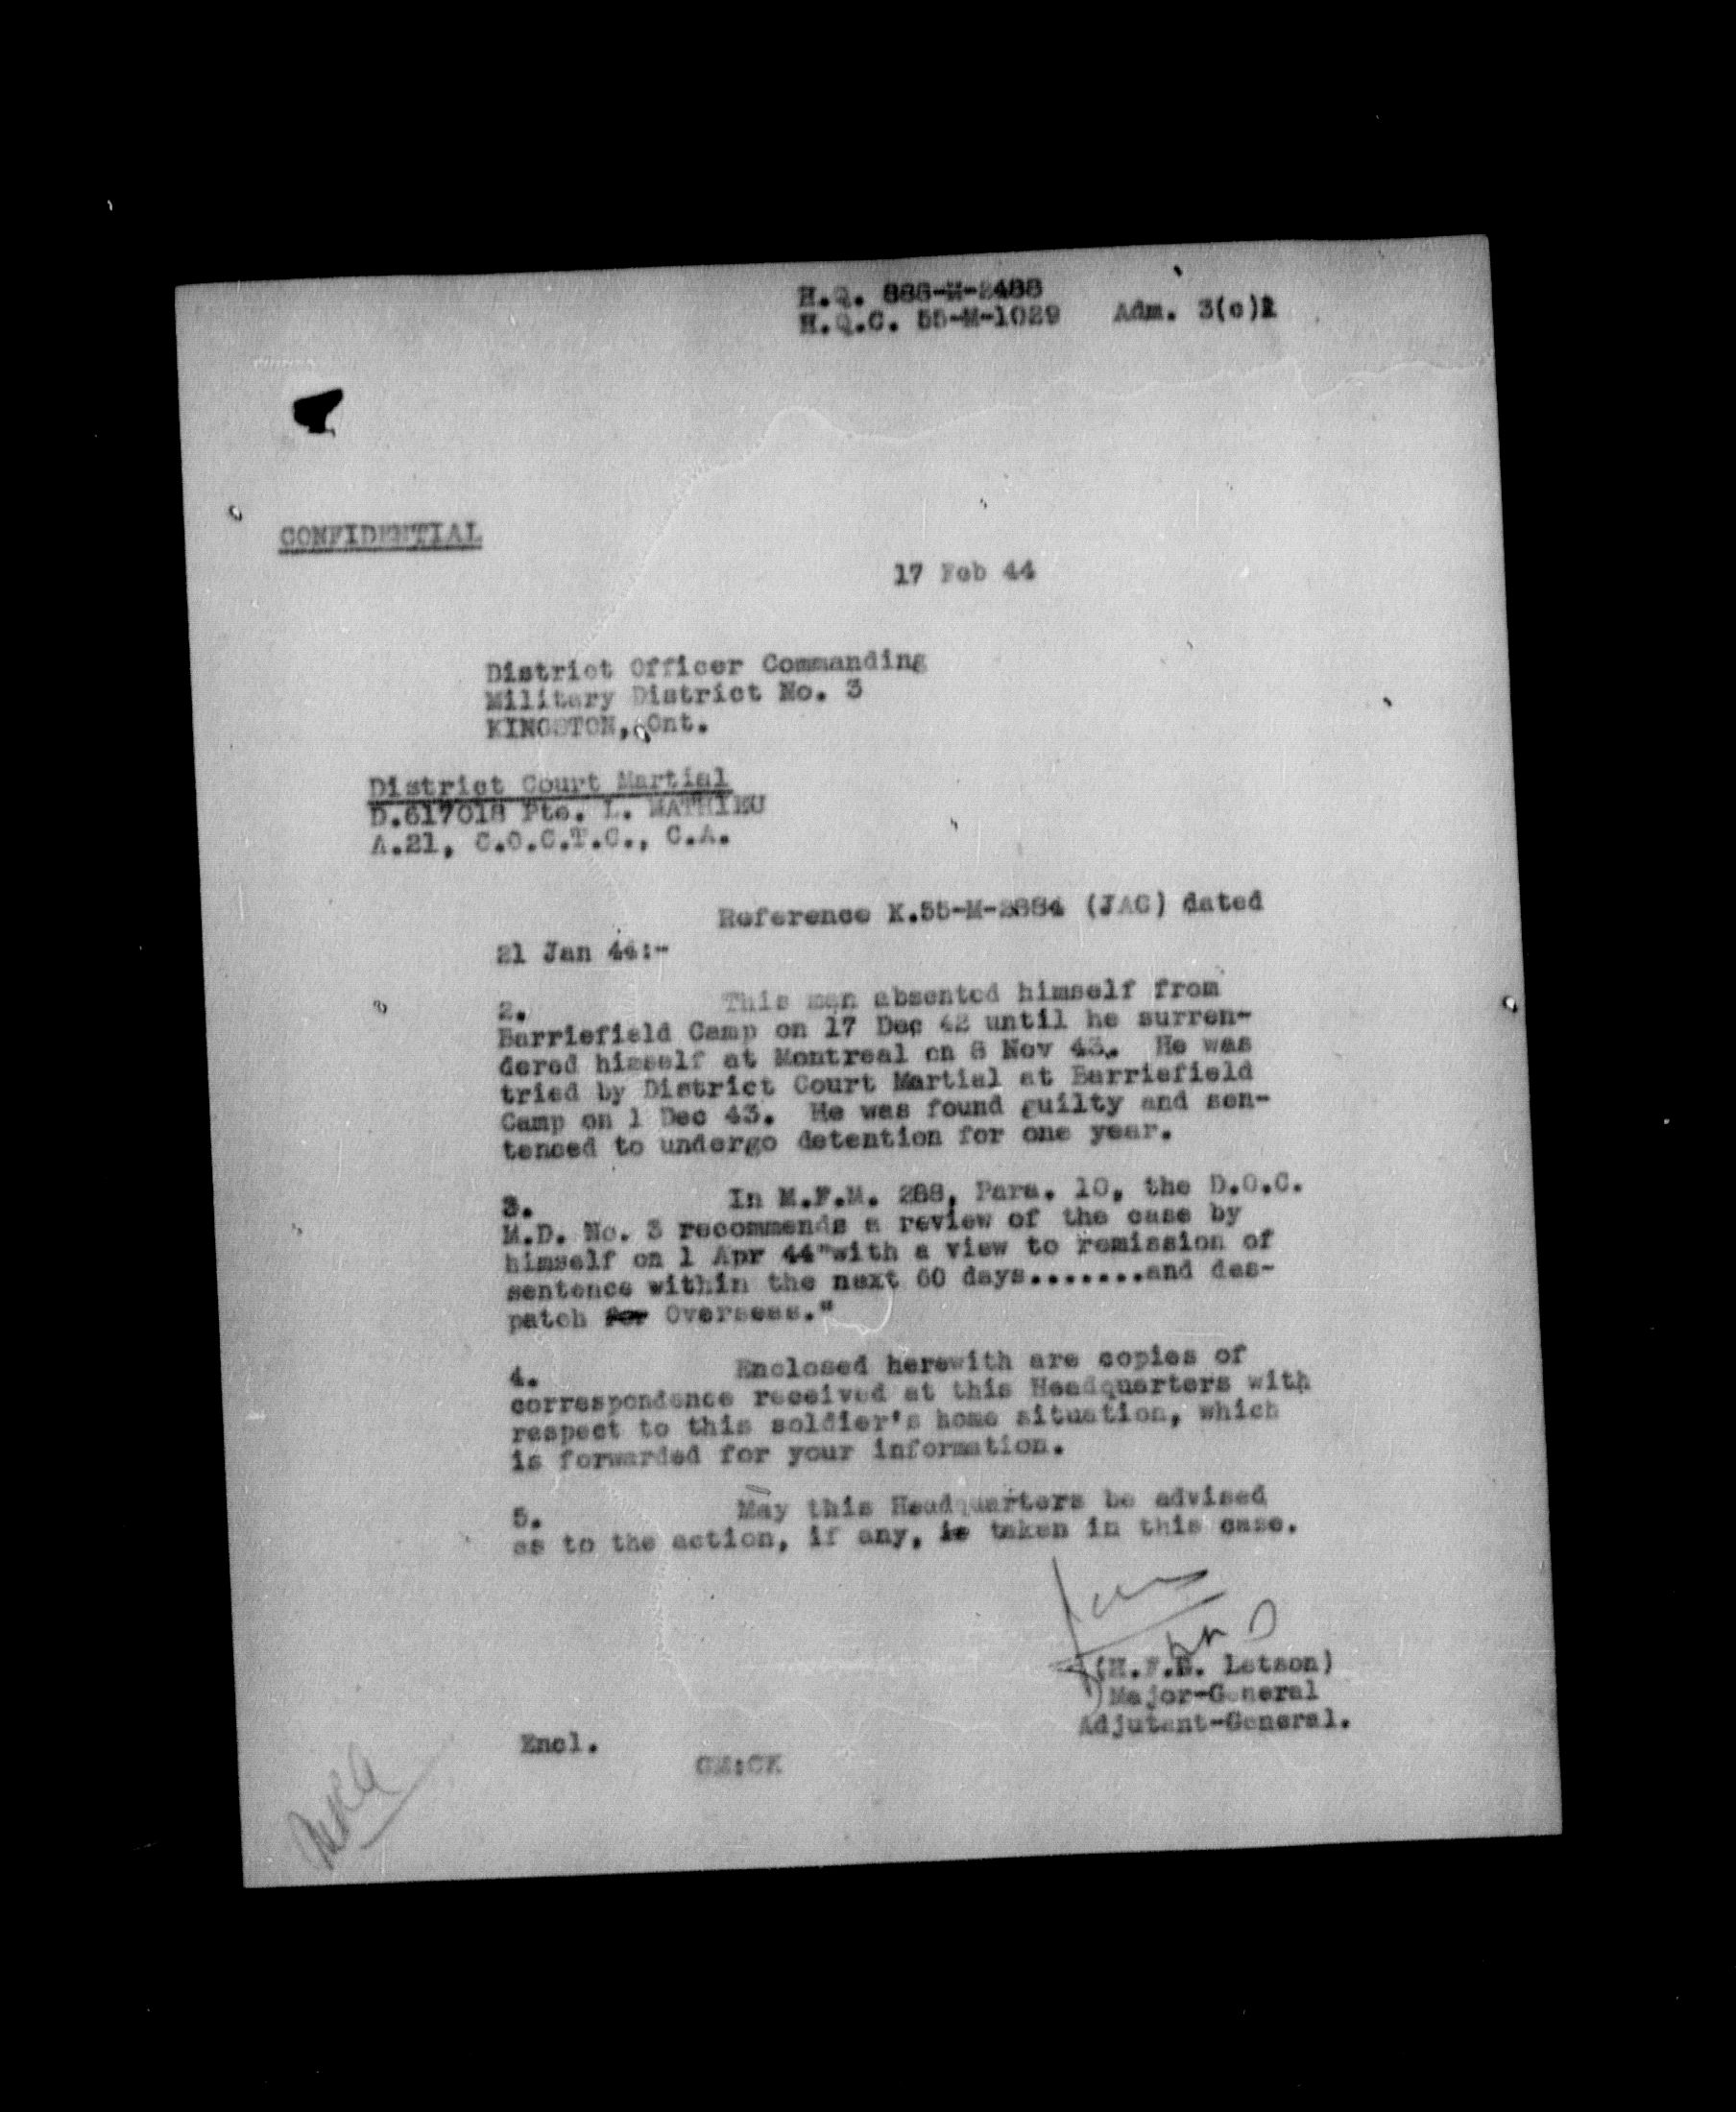 H.Q. 888-M-2488
H.Q.C. 55-M-1029 Adm. 3(c)2
CONFIDENTIAL
17 Feb 44
District Officer Commanding
Military District No. 3
KINGSTON, Ont.
District Court Martial
D.617018 Pte. L. MATHIEU
A.21, C.O.C.T.C., C.A.
Reference K.55-M-2884 (JAG) dated
21 Jan 44:-
2. This man absented himself from
Barriefield Camp on 17 Dec 42 until he surren-
dered himself at Montreal on 8 Nov 43. He was
tried by District Court Martial at Barriefield
Camp on 1 Dec 43. He was found guilty and sen-
tenced to undergo detention for one year.
3. In M.F.M. 288, Para. 10, the D.O.C.
M.D. No. 3 recommends a review of the case by
himself on 1 Apr 44"with a view to remission of
sentence within the next 60 days.......and des-
patch for Overseas."
4. Enclosed herewith are copies of
correspondence received at this Headquarters with
respect to this soldier's home situation, which
is forwarded for your information.
5. May this Headquarters be advised
as to the action, if any, is taken in this case.
(H.F.G. Letson)
Major-General
Adjutant-General.
Encl.
GM:CK